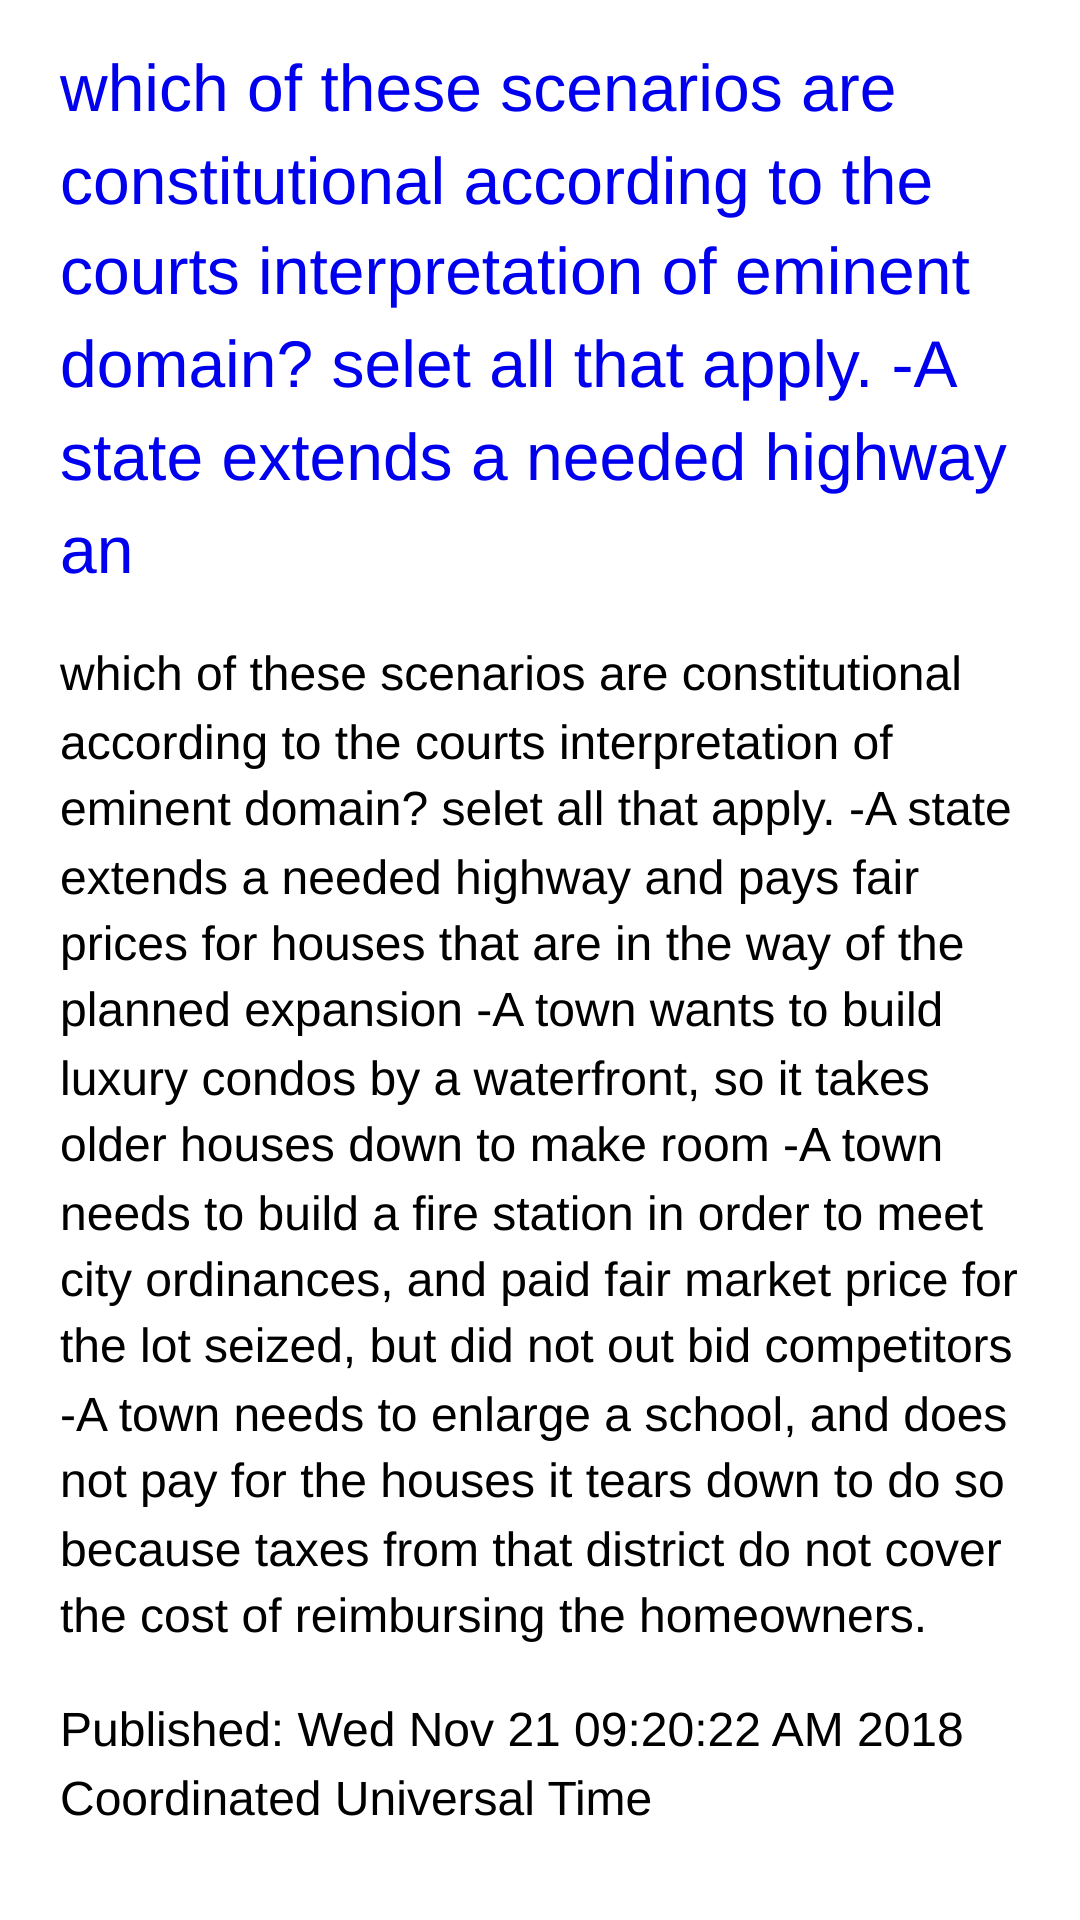 which of these scenarios are
constitutional according to the
courts interpretation of eminent
domain? selet all that apply. -A
state extends a needed highway
an
which of these scenarios are constitutional
according to the courts interpretation of
eminent domain? selet all that apply. -A state
extends a needed highway and pays fair
prices for houses that are in the way of the
planned expansion -A town wants to build
luxury condos by a waterfront, so it takes
older houses down to make room -A town
needs to build a fire station in order to meet
city ordinances, and paid fair market price for
the lot seized, but did not out bid competitors
-A town needs to enlarge a school, and does
not pay for the houses it tears down to do so
because taxes from that district do not cover
the cost of reimbursing the homeowners.
Published: Wed Nov 21 09:20:22 AM 2018
Coordinated Universal Time